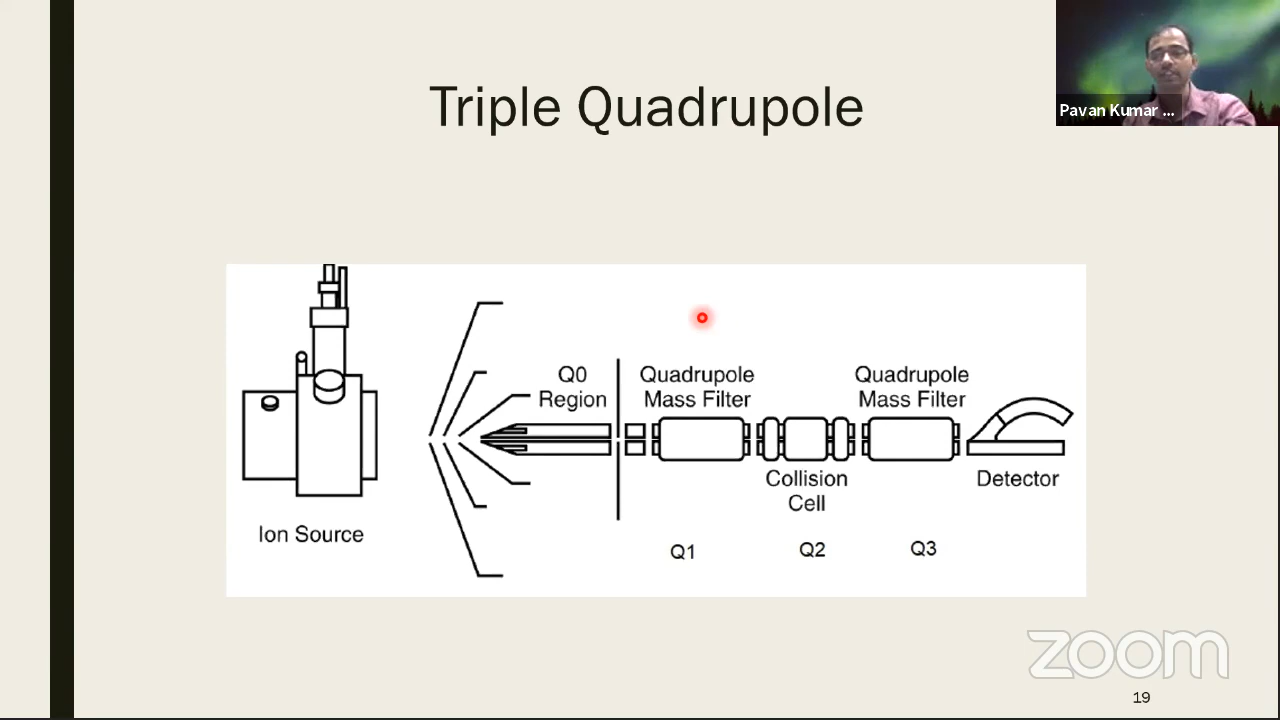 Triple Quadrupole
Pavan Kumar ...
Q0
Region
Quadrupole
Mass Filter
Quadrupole
Mass Filter
Collision
Cell
Detector
Ion Source
Q1
Q2
Q3
zoom
19